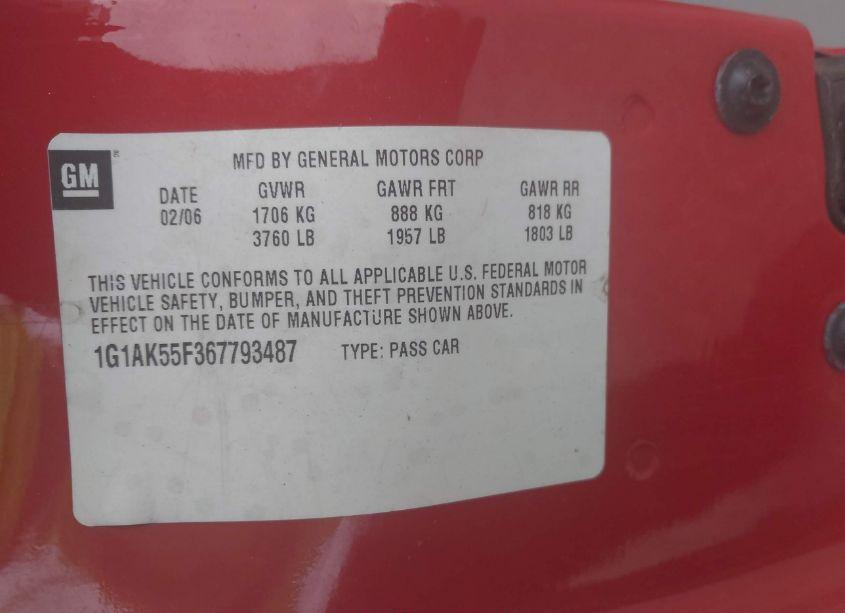 GM ®
MFD BY GENERAL MOTORS CORP
DATE GVWR GAWR FRT GAWR RR
02/06 1706 KG 888 KG 818 KG
3760 LB 1957 LB 1803 LB
THIS VEHICLE CONFORMS TO ALL APPLICABLE U.S. FEDERAL MOTOR
VEHICLE SAFETY, BUMPER, AND THEFT PREVENTION STANDARDS IN
EFFECT ON THE DATE OF MANUFACTURE SHOWN ABOVE.
1G1AK55F367793487 TYPE: PASS CAR